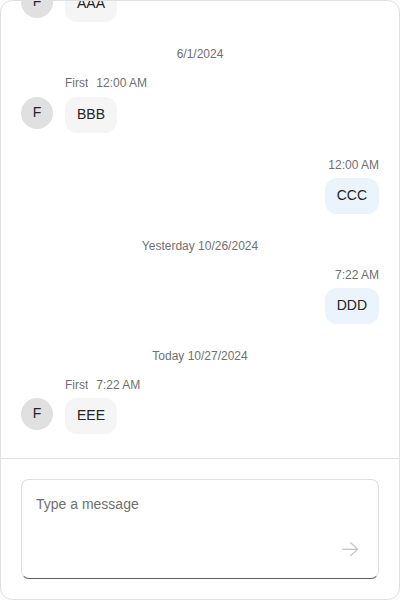 F AAA
6/1/2024
First 12:00 AM
F BBB
12:00 AM
CCC
Yesterday 10/26/2024
7:22 AM
DDD
Today 10/27/2024
First 7:22 AM
F EEE
Type a message